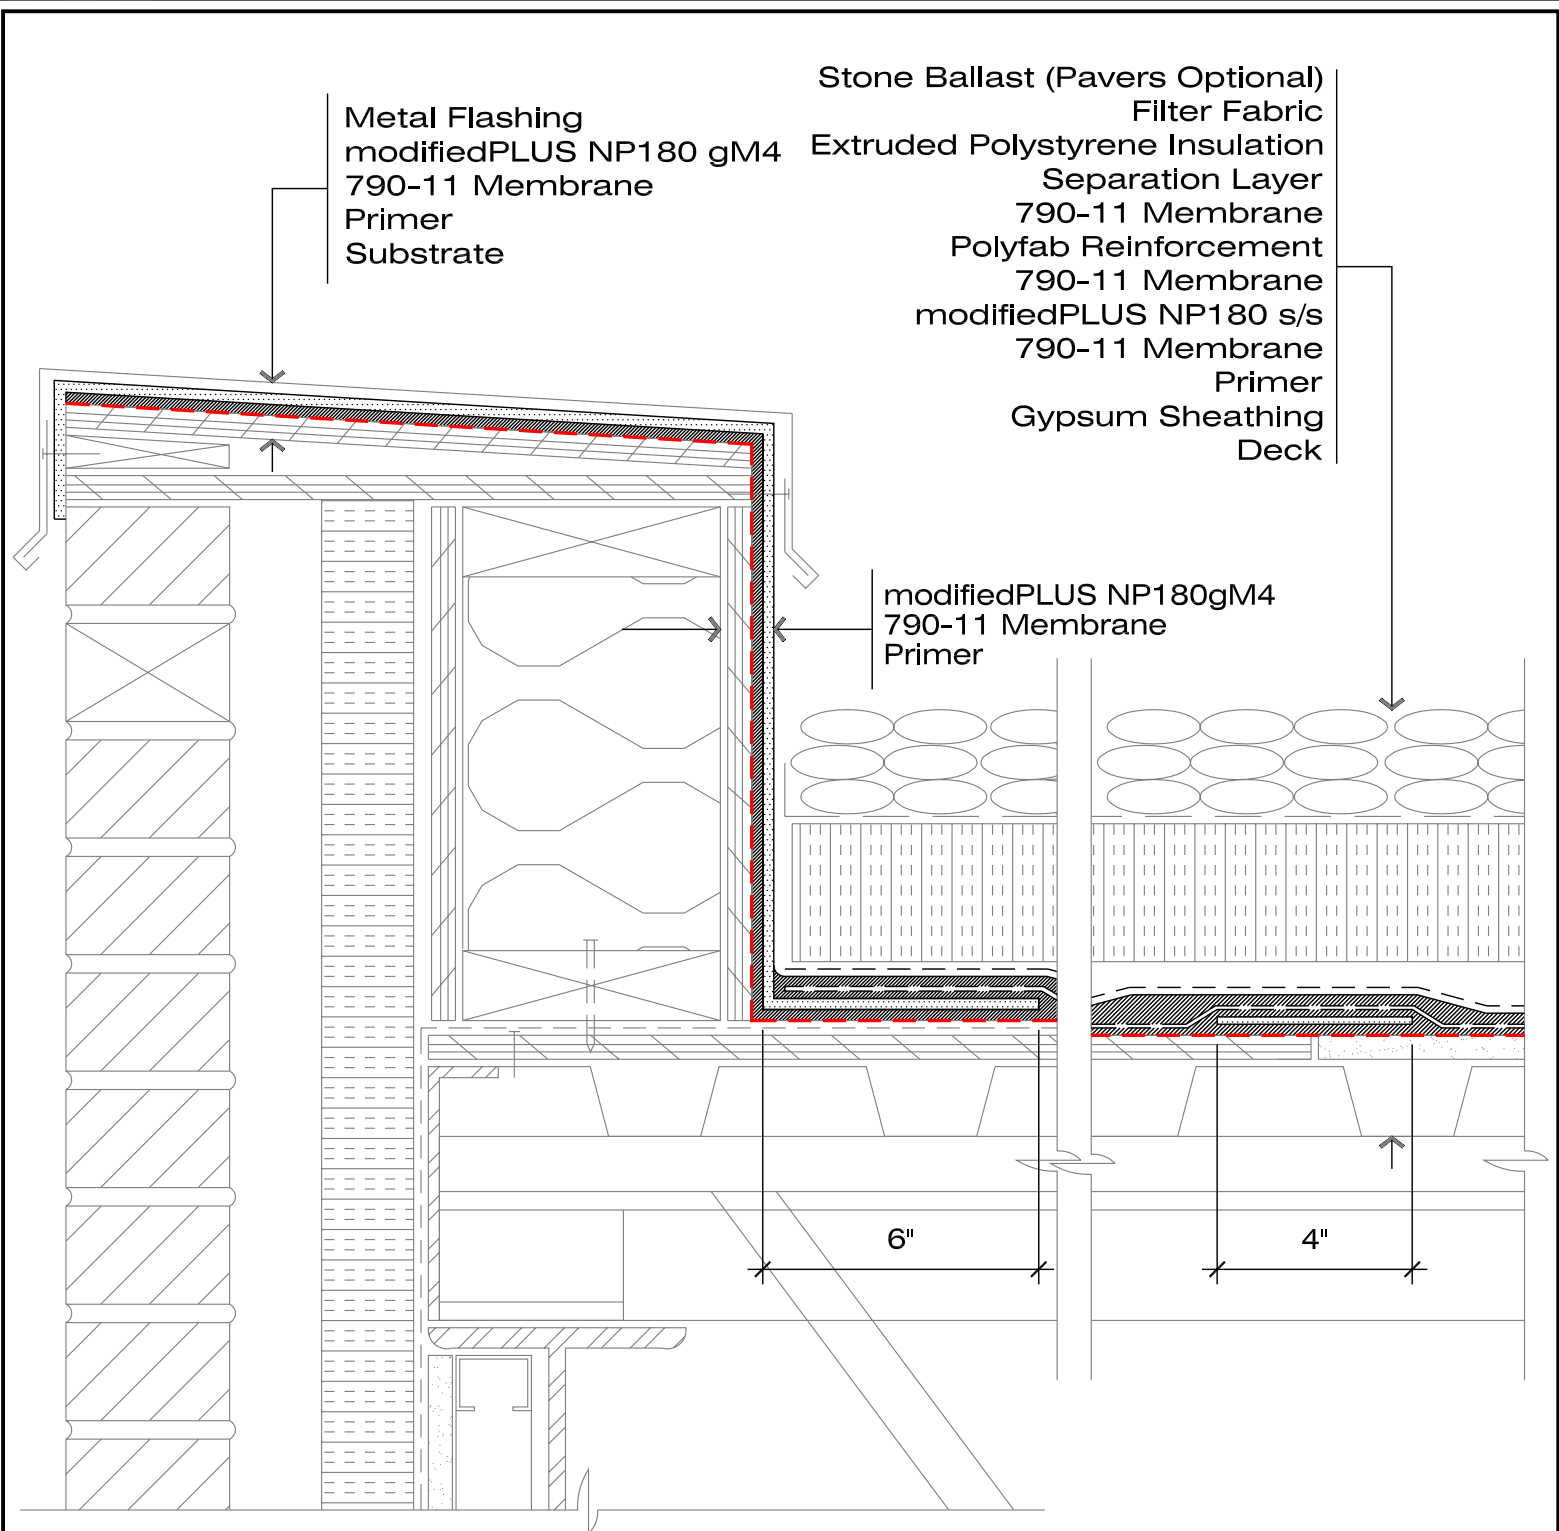 Metal Flashing
modifiedPLUS NP180 gM4
790-11 Membrane
Primer
Substrate
Stone Ballast (Pavers Optional)
Filter Fabric
Extruded Polystyrene Insulation
Separation Layer
790-11 Membrane
Polyfab Reinforcement
790-11 Membrane
modifiedPLUS NP180 s/s
790-11 Membrane
Primer
Gypsum Sheathing
Deck
modifiedPLUS NP180gM4
790-11 Membrane
Primer
6"
4"